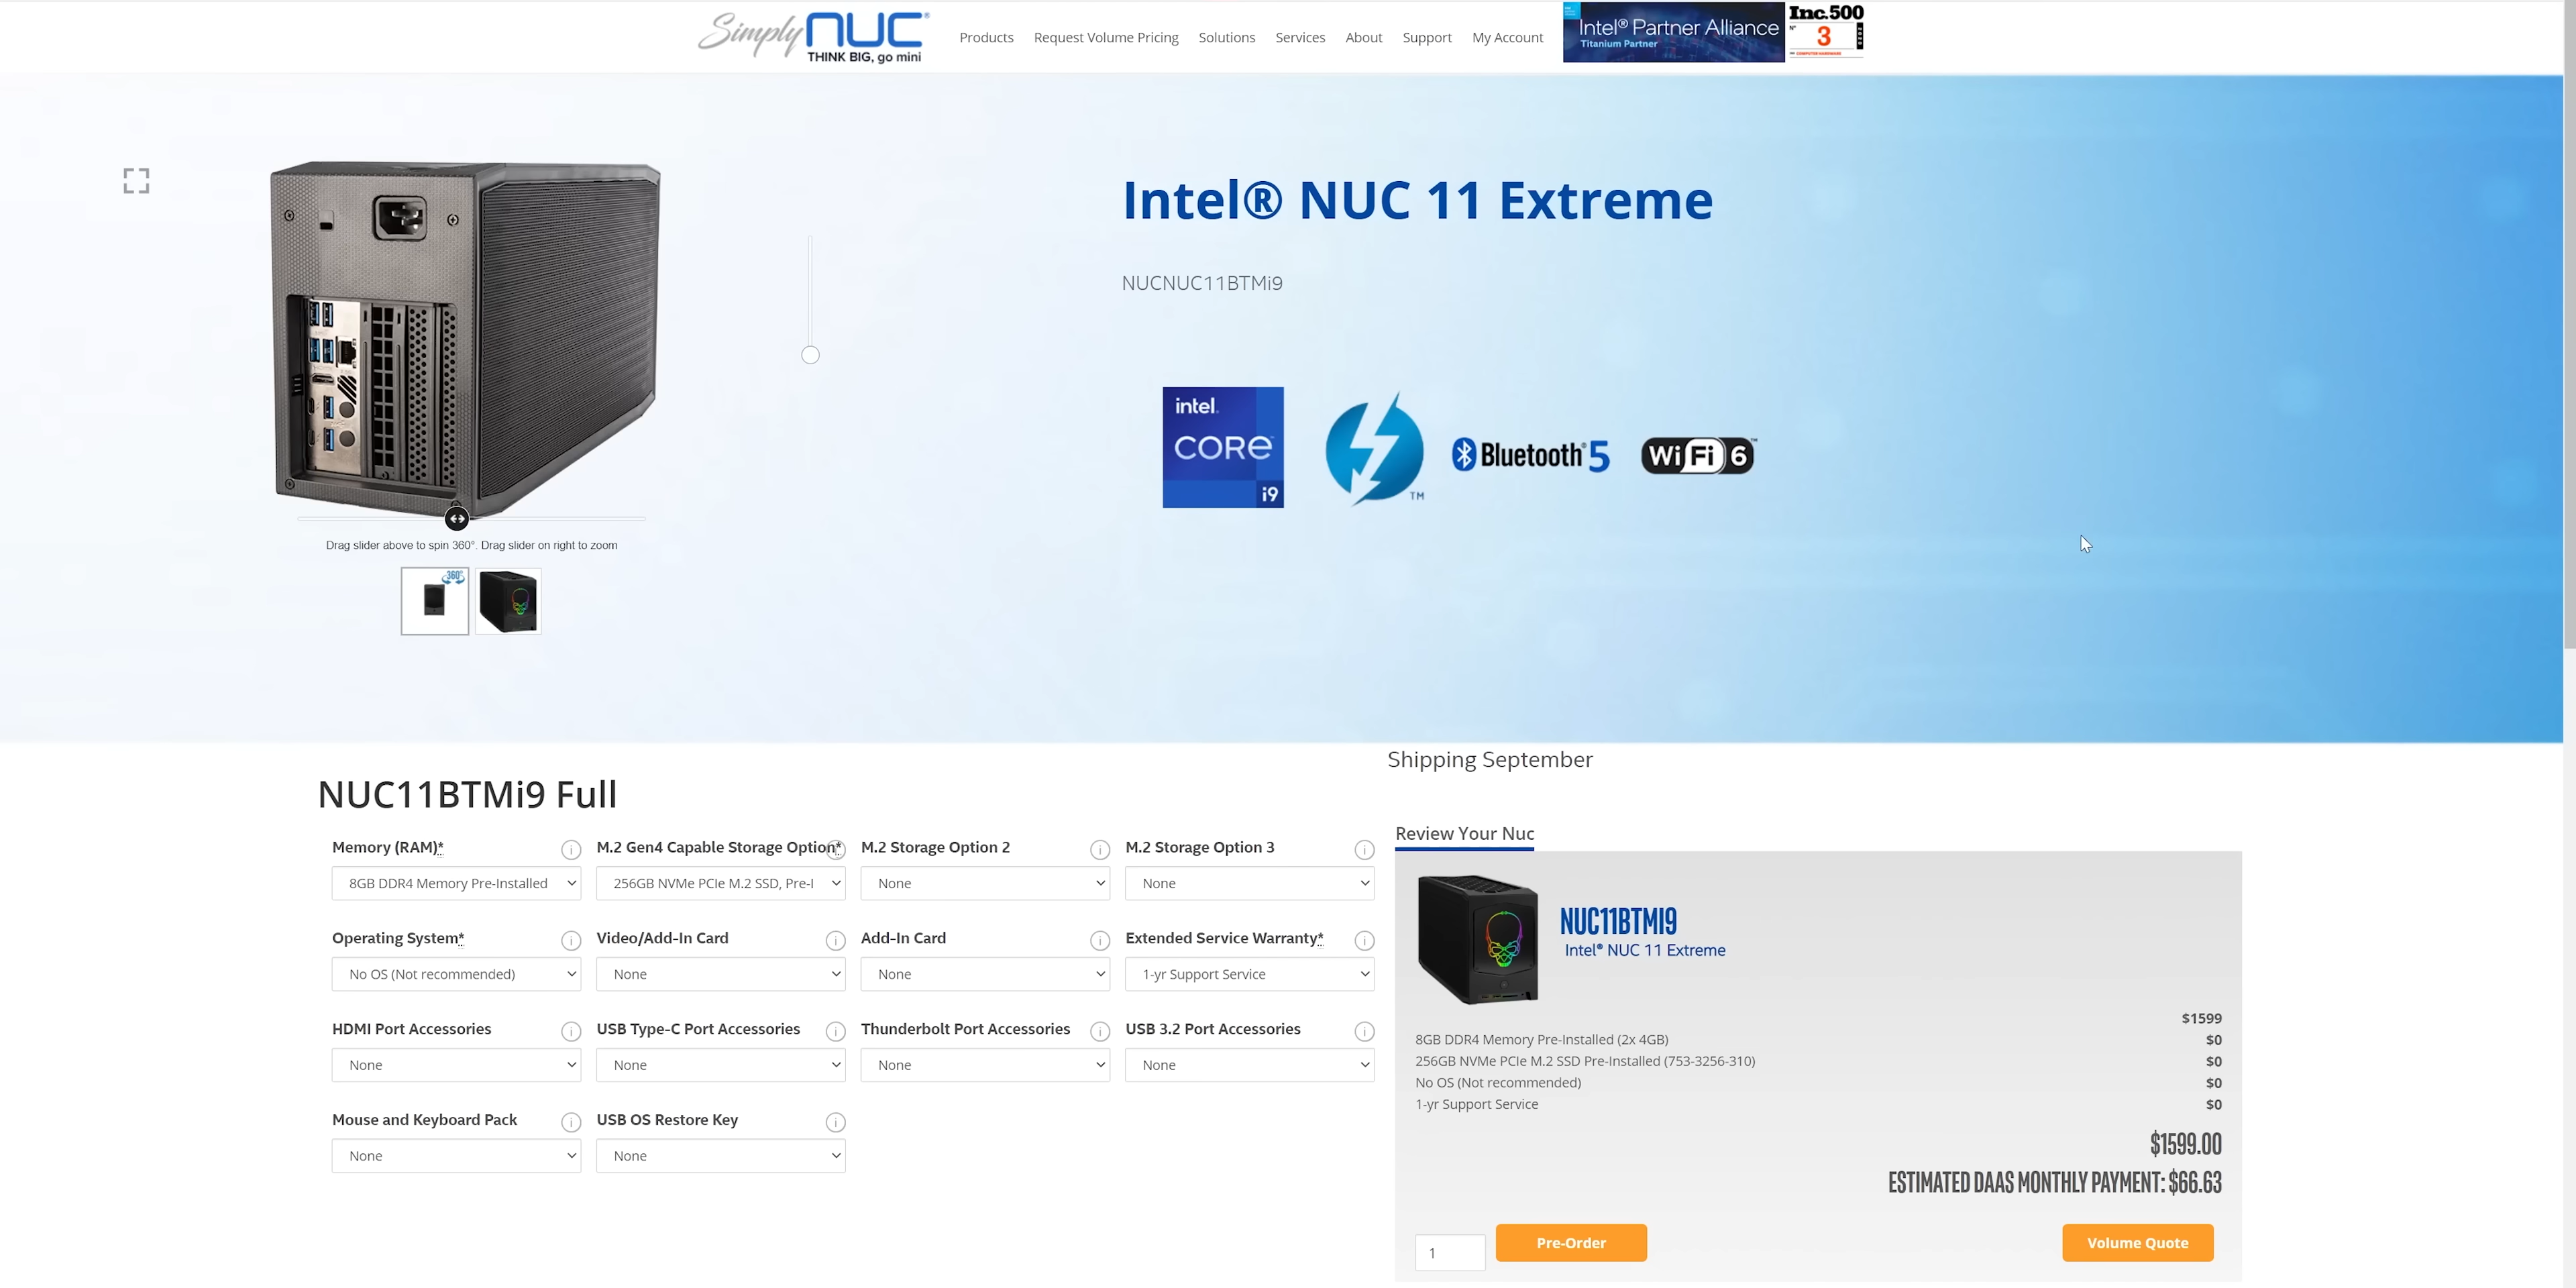 Simply NUC®
THINK BIG, go mini
Products Request Volume Pricing Solutions Services About Support My Account
Intel® Partner Alliance
Titanium Partner
Inc.500
3
Intel® NUC 11 Extreme
NUCNUC11BTMi9
intel.
CORE
i9
TM
Bluetooth® 5
WiFi 6™
Drag slider above to spin 360°. Drag slider on right to zoom
360°
Shipping September
NUC11BTMi9 Full
Memory (RAM)* M.2 Gen4 Capable Storage Option* M.2 Storage Option 2 M.2 Storage Option 3
8GB DDR4 Memory Pre-Installed 256GB NVMe PCIe M.2 SSD, Pre-I None None
Operating System* Video/Add-In Card Add-In Card Extended Service Warranty*
No OS (Not recommended) None None 1-yr Support Service
HDMI Port Accessories USB Type-C Port Accessories Thunderbolt Port Accessories USB 3.2 Port Accessories
None None None None
Mouse and Keyboard Pack USB OS Restore Key
None None
Review Your Nuc
NUC11BTMI9
Intel® NUC 11 Extreme
$1599
8GB DDR4 Memory Pre-Installed (2x 4GB) $0
256GB NVMe PCIe M.2 SSD Pre-Installed (753-3256-310) $0
No OS (Not recommended) $0
1-yr Support Service $0
$1599.00
ESTIMATED DAAS MONTHLY PAYMENT: $66.63
1 Pre-Order Volume Quote